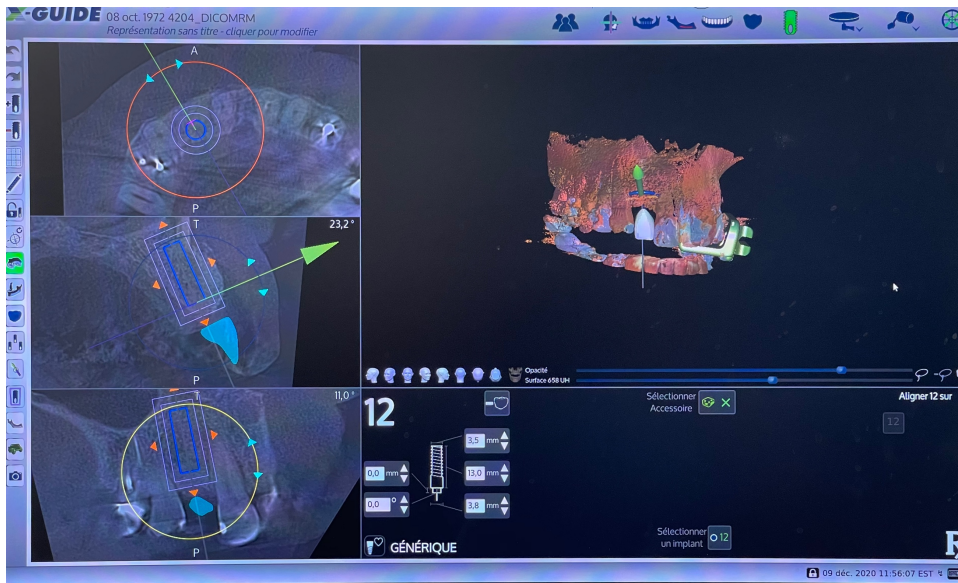 X-GUIDE 08 oct. 1972 4204_DICOMRM
Représentation sans titre - cliquer pour modifier
A
P
T
23,2°
P
T
11,0°
P
Opacité
Surface 658 UH
12
Sélectionner
Accessoire
Aligner 12 sur
12
3,5 mm
0,0 mm
13,0 mm
0,0 °
3,8 mm
GÉNÉRIQUE
Sélectionner
un implant
12
09 déc. 2020 11:56:07 EST